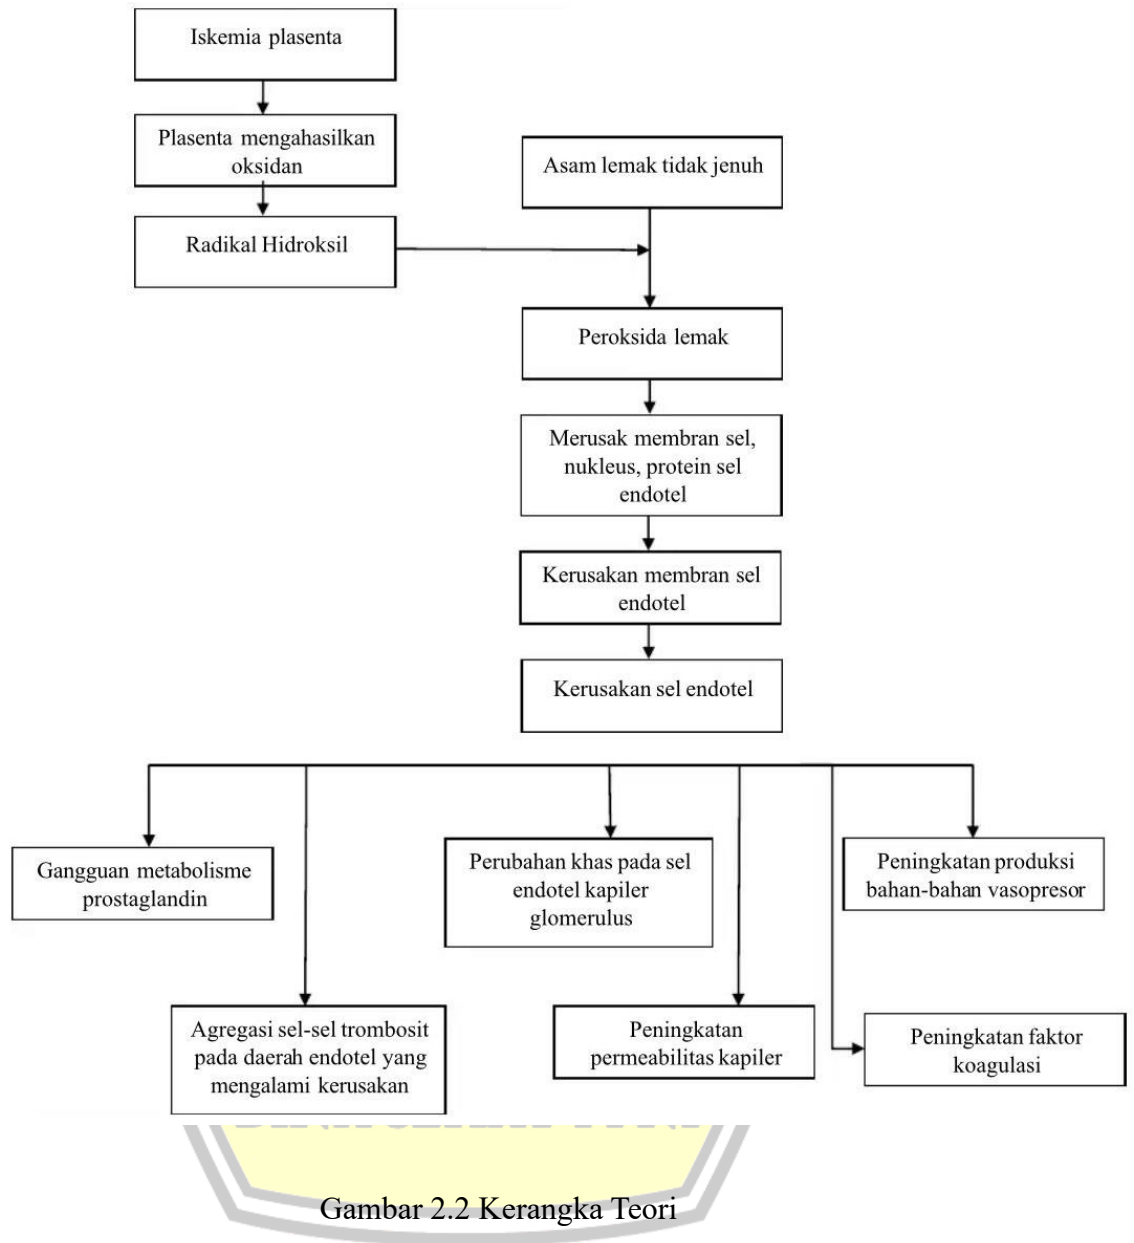 Iskemia plasenta
Plasenta mengahasilkan
oksidan
Asam lemak tidak jenuh
Radikal Hidroksil
Peroksida lemak
Merusak membran sel,
nukleus, protein sel
endotel
Kerusakan membran sel
endotel
Kerusakan sel endotel
Gangguan metabolisme
prostaglandin
Perubahan khas pada sel
endotel kapiler
glomerulus
Peningkatan produksi
bahan-bahan vasopresor
Agregasi sel-sel trombosit
pada daerah endotel yang
mengalami kerusakan
Peningkatan
permeabilitas kapiler
Peningkatan faktor
koagulasi
Gambar 2.2 Kerangka Teori